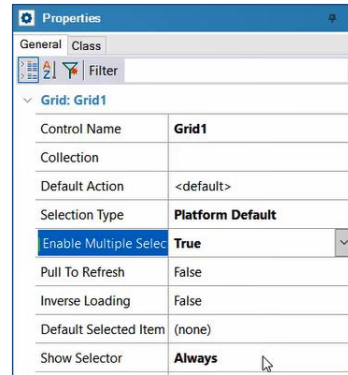 Properties
General Class
Filter
Grid: Grid1
Control Name Grid1
Collection
Default Action <default>
Selection Type Platform Default
Enable Multiple Selec True
Pull To Refresh False
Inverse Loading False
Default Selected Item (none)
Show Selector Always